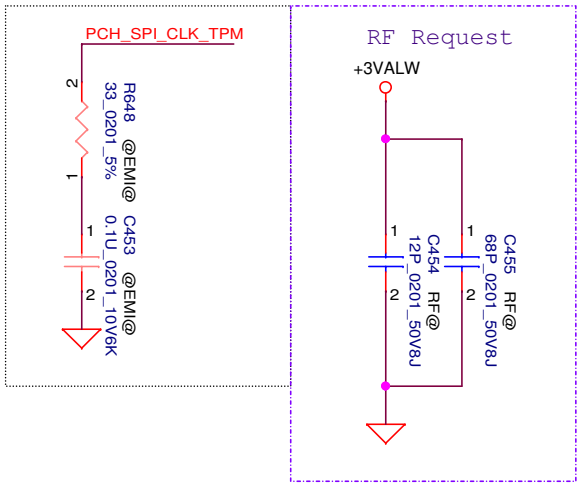 PCH_SPI_CLK_TPM
2
R648
33_0201_5%
@EMI@
1
1
C453
0.1U_0201_10V6K
@EMI@
2
RF Request
+3VALW
1
C454
12P_0201_50V8J
RF@
2
1
C455
68P_0201_50V8J
RF@
2